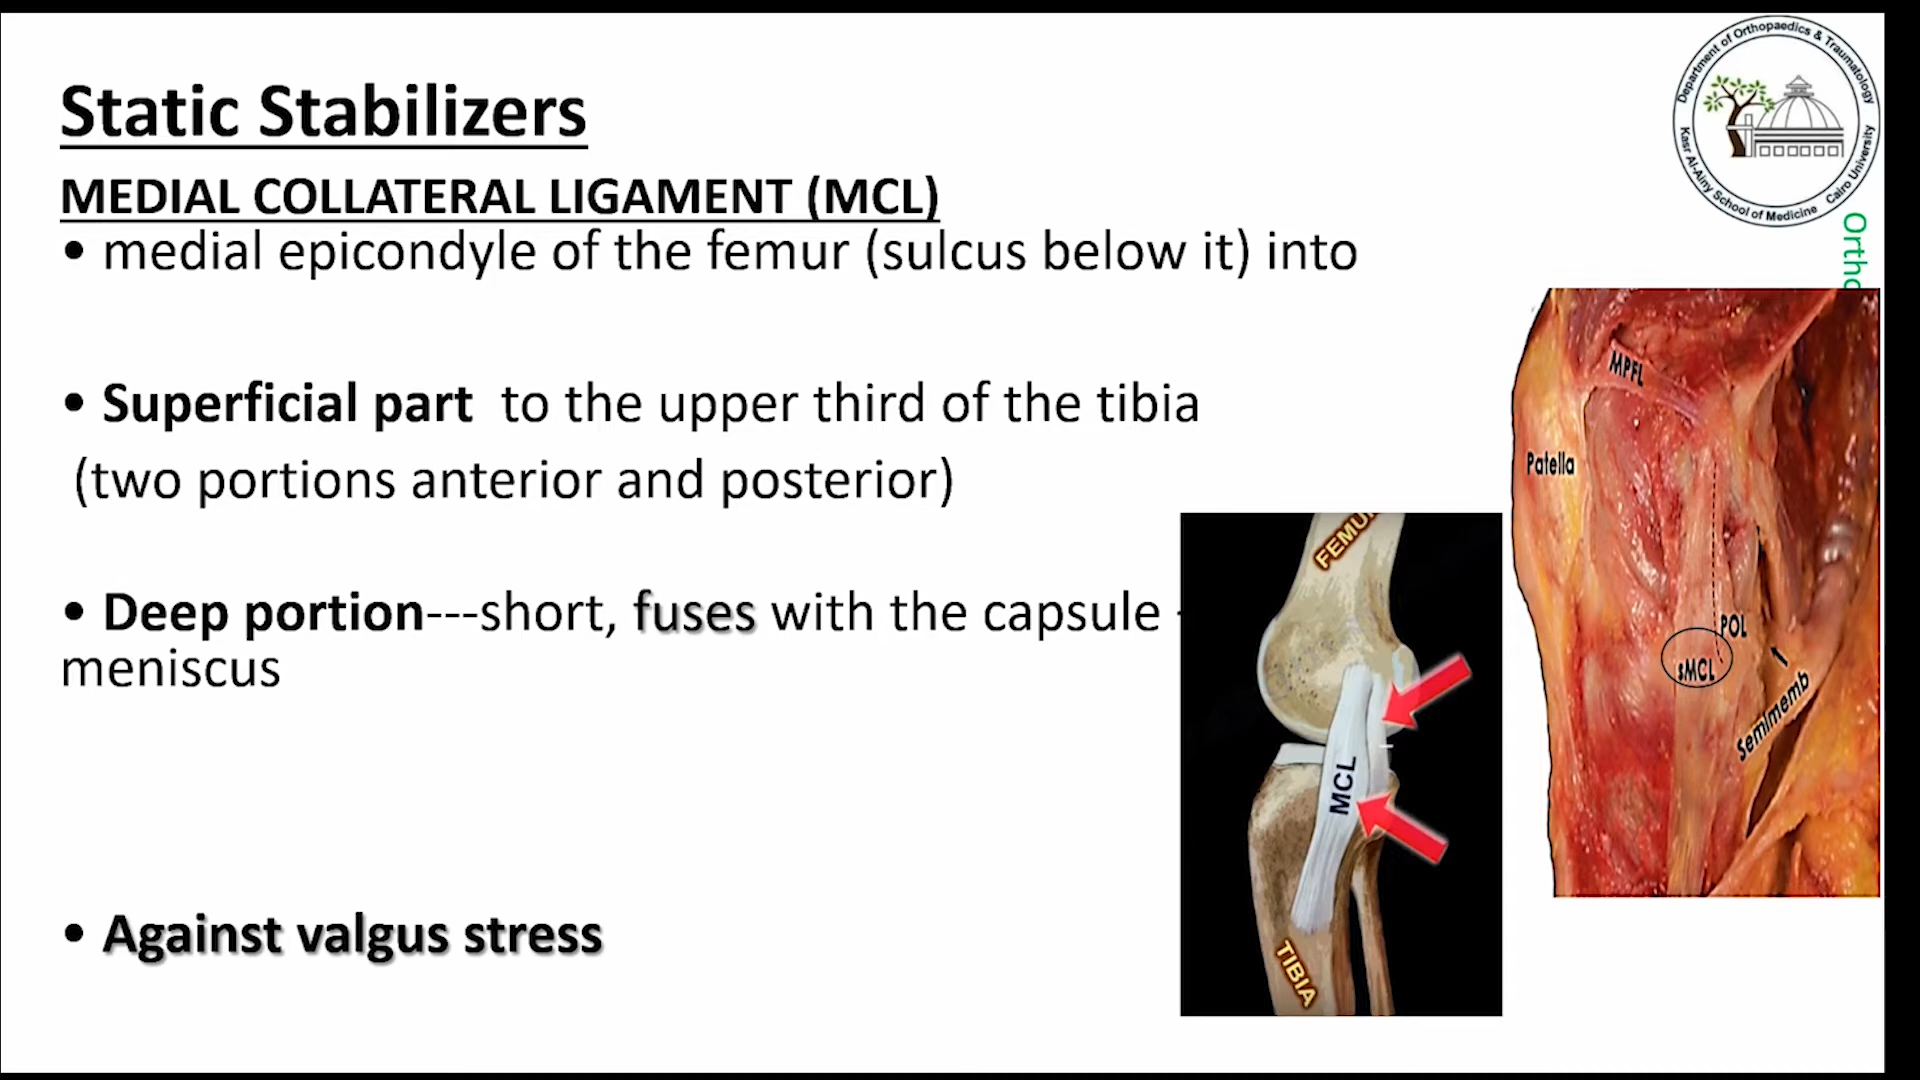 Static Stabilizers
MEDIAL COLLATERAL LIGAMENT (MCL)
• medial epicondyle of the femur (sulcus below it) into
• Superficial part to the upper third of the tibia
(two portions anterior and posterior)
• Deep portion---short, fuses with the capsule -
meniscus
• Against valgus stress
Department of Orthopaedics & Traumatology
Kasr Al-Ainy School of Medicine Cairo University
MPFL
Patella
POL
sMCL
Semimemb
MCL
TIBIA